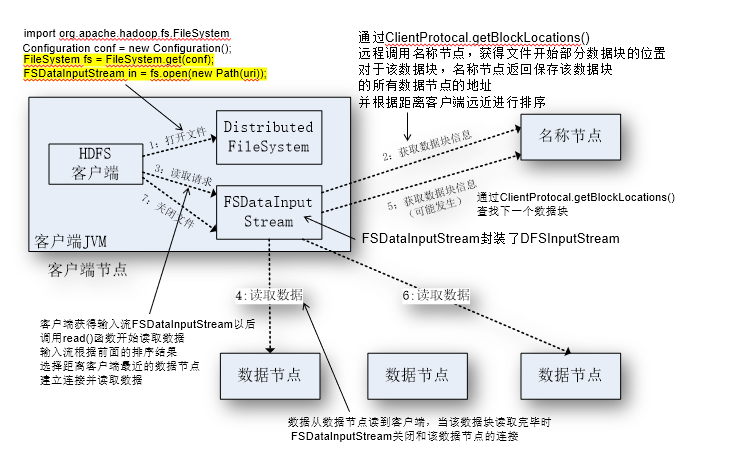 import org.apache.hadoop.fs.FileSystem
Configuration conf = new Configuration();
FileSystem fs = FileSystem.get(conf);
FSDataInputStream in = fs.open(new Path(uri));
通过ClientProtocal.getBlockLocations()
远程调用名称节点，获得文件开始部分数据块的位置
对于该数据块，名称节点返回保存该数据块
的所有数据节点的地址
并根据距离客户端远近进行排序
HDFS
客户端
1：打开文件
Distributed
FileSystem
3：读取请求
7：关闭文件
FSDataInput
Stream
客户端JVM
客户端节点
2：获取数据块信息
名称节点
5：获取数据块信息
（可能发生）
通过ClientProtocal.getBlockLocations()
查找下一个数据块
FSDataInputStream封装了DFSInputStream
4:读取数据
6:读取数据
客户端获得输入流FSDataInputStream以后
调用read()函数开始读取数据
输入流根据前面的排序结果
选择距离客户端最近的数据节点
建立连接并读取数据
数据节点
数据节点
数据节点
数据从数据节点读到客户端，当该数据块读取完毕时
FSDataInputStream关闭和该数据节点的连接